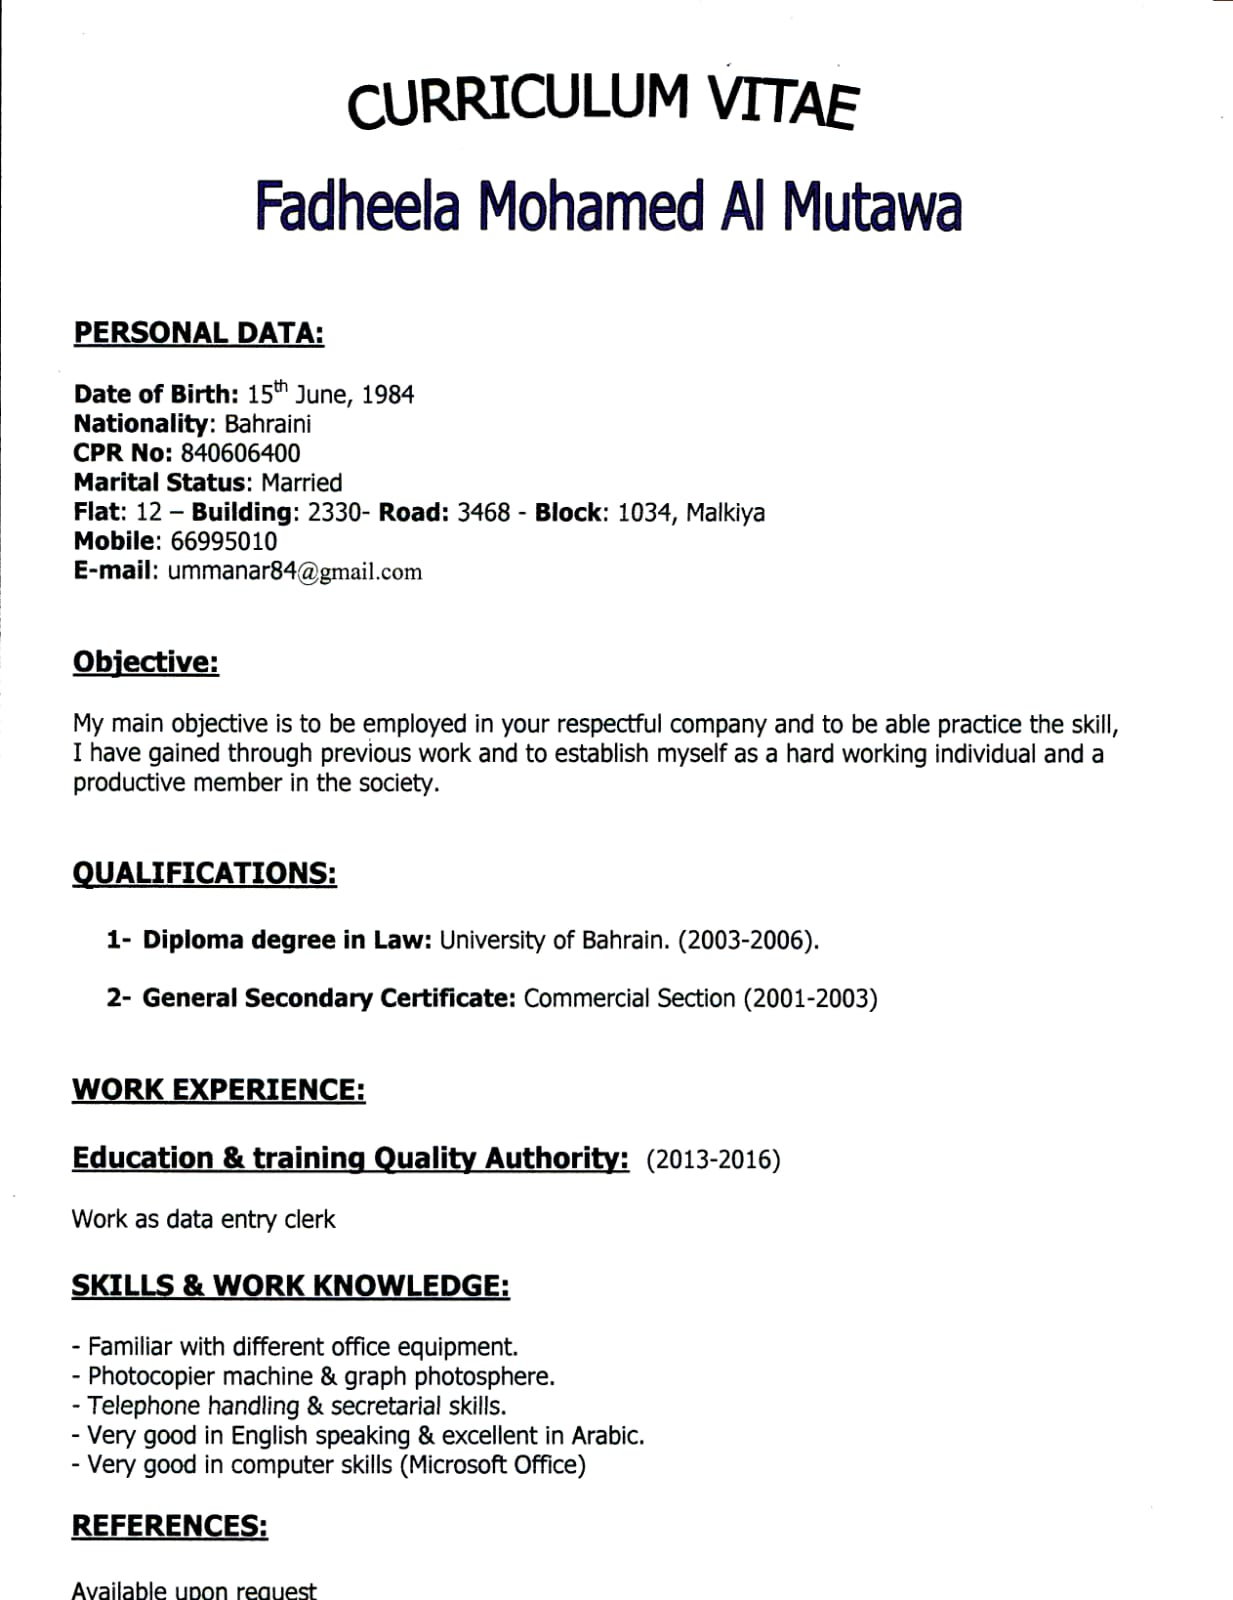 CURRICULUM VITAE
Fadheela Mohamed Al Mutawa
PERSONAL DATA:
Date of Birth: 15th June, 1984
Nationality: Bahraini
CPR No: 840606400
Marital Status: Married
Flat: 12 – Building: 2330- Road: 3468 - Block: 1034, Malkiya
Mobile: 66995010
E-mail: ummanar84@gmail.com
Objective:
My main objective is to be employed in your respectful company and to be able practice the skill,
I have gained through previous work and to establish myself as a hard working individual and a
productive member in the society.
QUALIFICATIONS:
1- Diploma degree in Law: University of Bahrain. (2003-2006).
2- General Secondary Certificate: Commercial Section (2001-2003)
WORK EXPERIENCE:
Education & training Quality Authority: (2013-2016)
Work as data entry clerk
SKILLS & WORK KNOWLEDGE:
- Familiar with different office equipment.
- Photocopier machine & graph photosphere.
- Telephone handling & secretarial skills.
- Very good in English speaking & excellent in Arabic.
- Very good in computer skills (Microsoft Office)
REFERENCES:
Available upon request